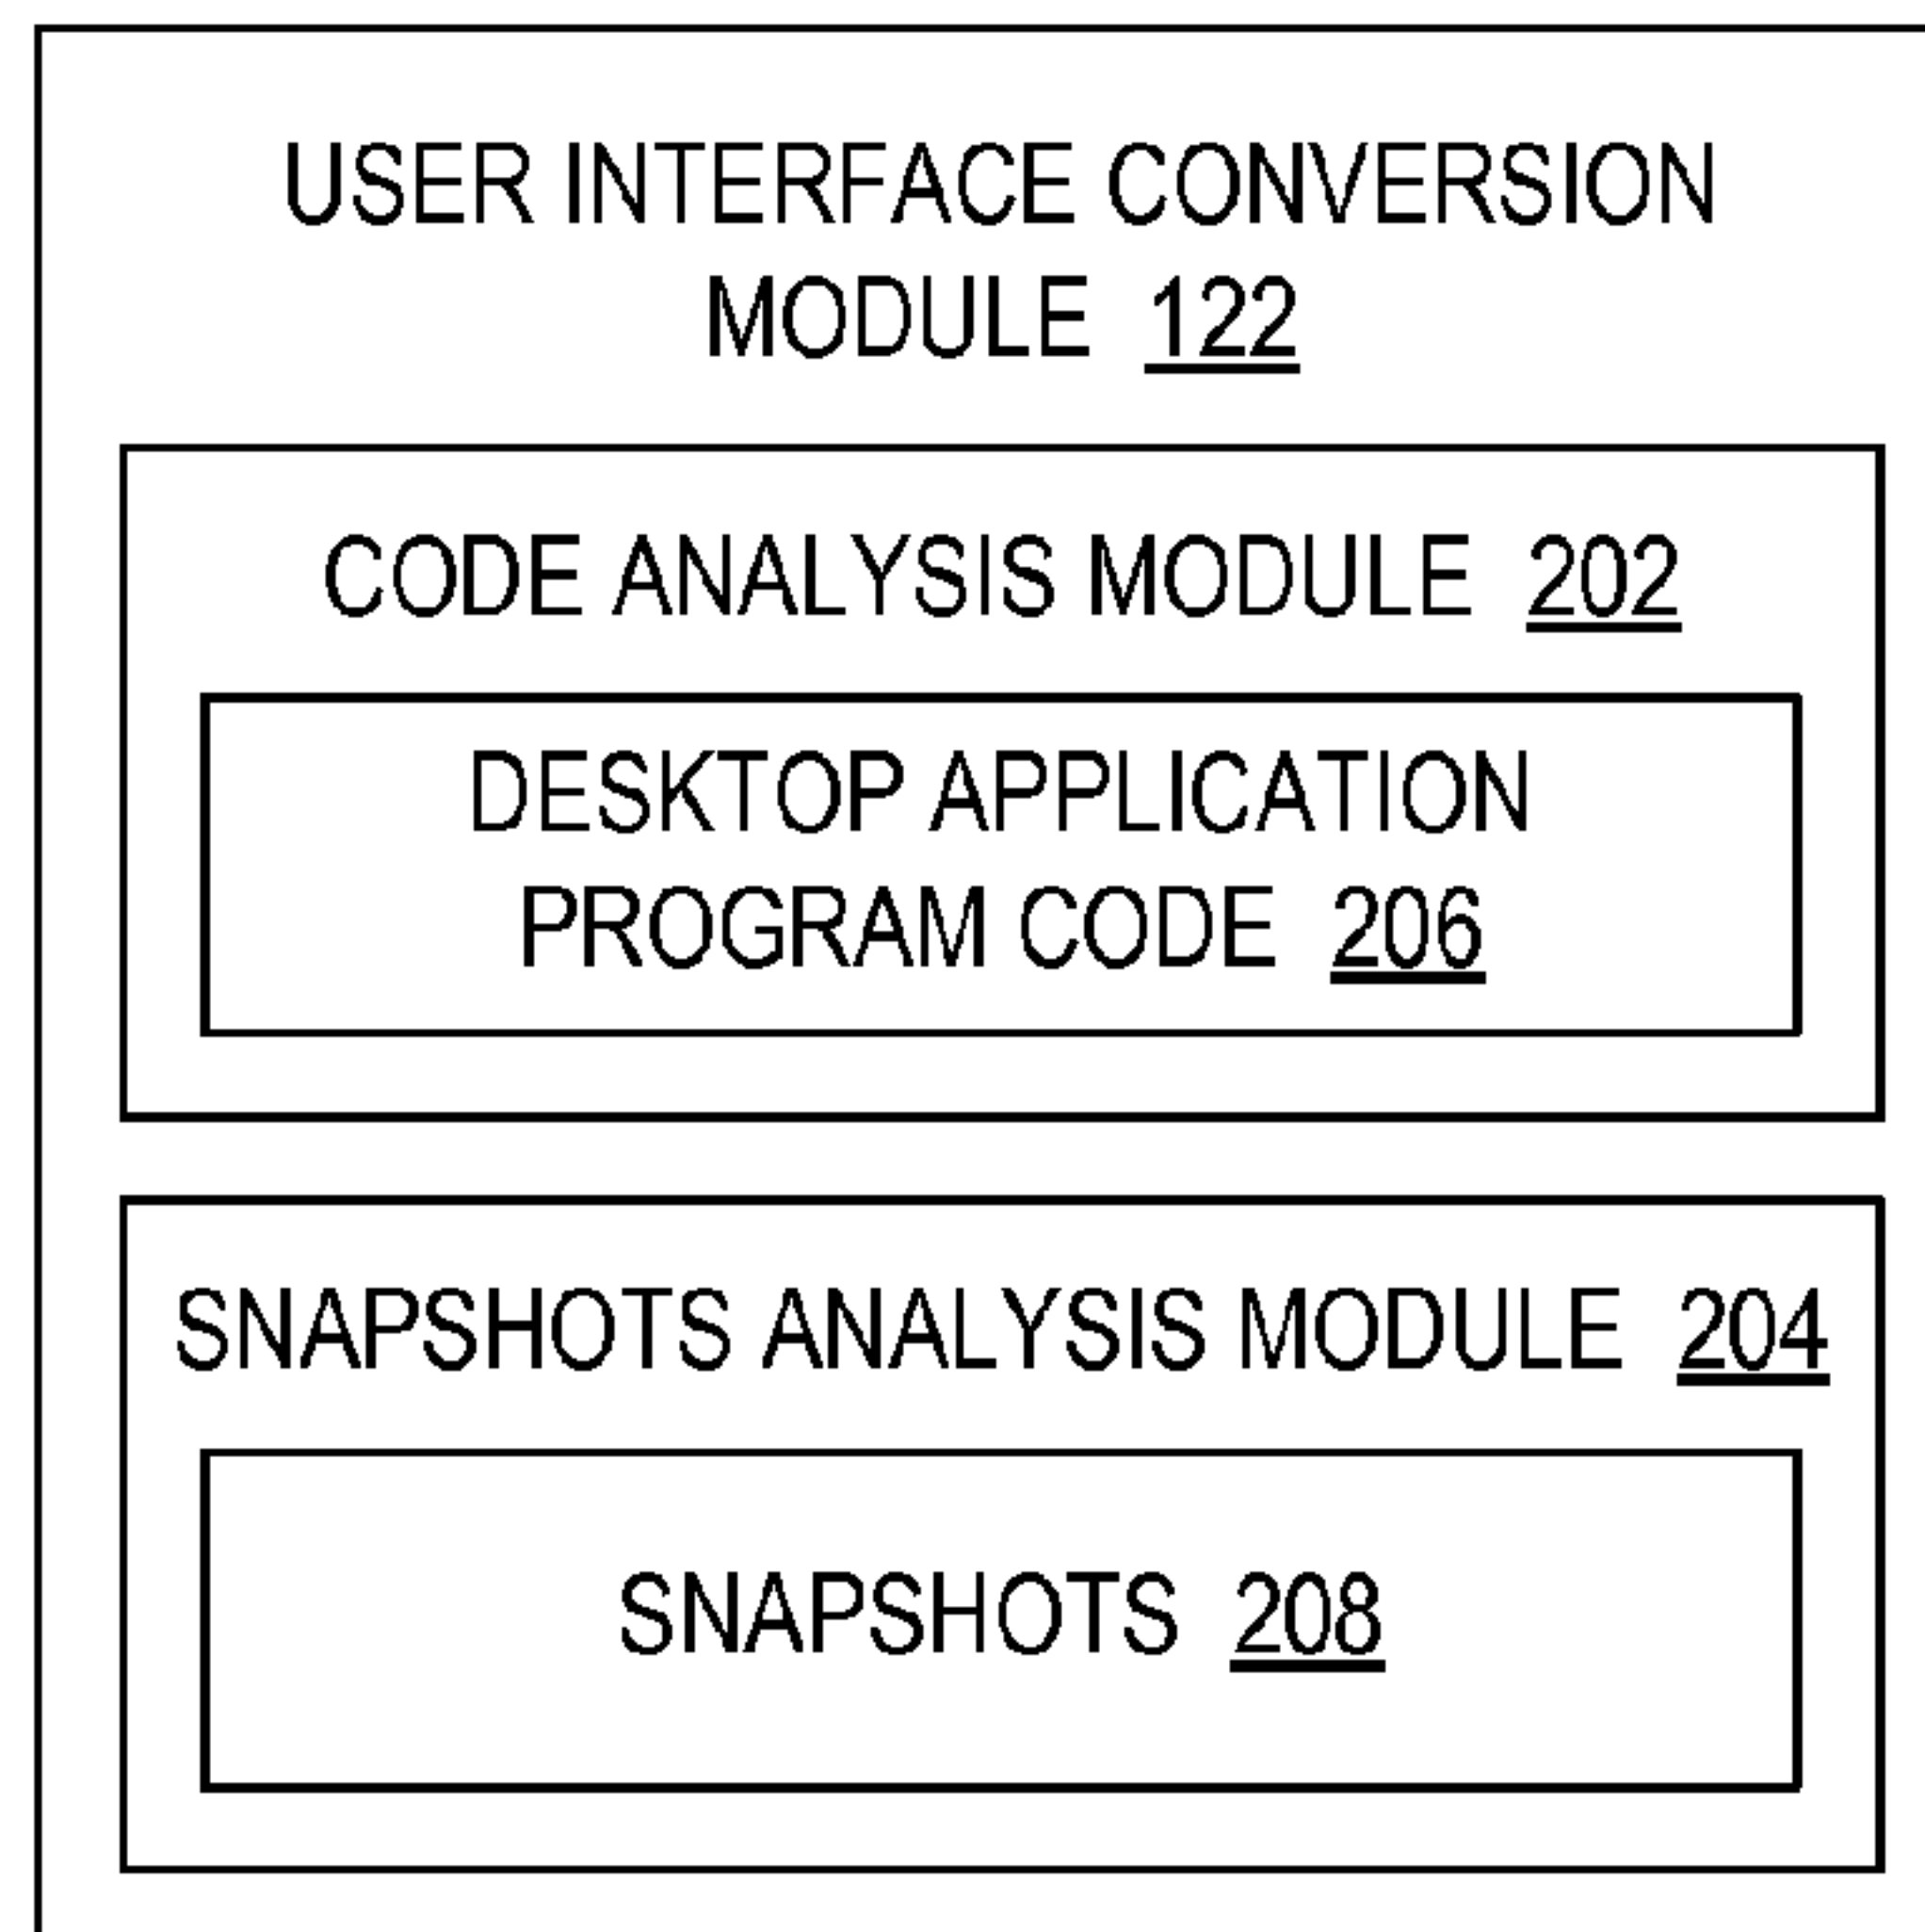 USER INTERFACE CONVERSION
MODULE 122
CODE ANALYSIS MODULE 202
DESKTOP APPLICATION
PROGRAM CODE 206
SNAPSHOTS ANALYSIS MODULE 204
SNAPSHOTS 208